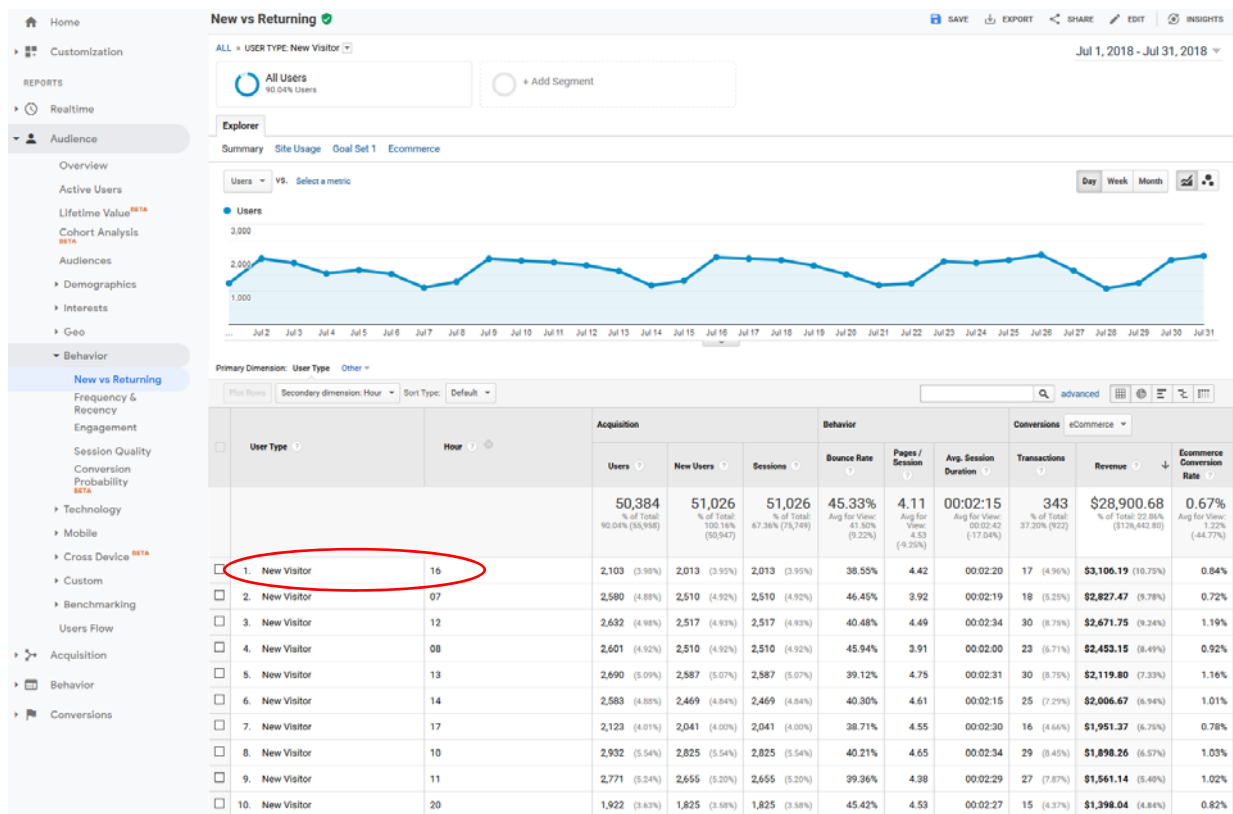 Home
Customization
REPORTS
Realtime
Audience
Overview
Active Users
Lifetime Value BETA
Cohort Analysis
BETA
Audiences
Demographics
Interests
Geo
Behavior
New vs Returning
Frequency &
Recency
Engagement
Session Quality
Conversion
Probability
BETA
Technology
Mobile
Cross Device BETA
Custom
Benchmarking
Users Flow
Acquisition
Behavior
Conversions
New vs Returning
SAVE EXPORT SHARE EDIT INSIGHTS
ALL » USER TYPE: New Visitor
Jul 1, 2018 - Jul 31, 2018
All Users
90.04% Users
+ Add Segment
Explorer
Summary Site Usage Goal Set 1 Ecommerce
Users VS. Select a metric
Day Week Month
Users
3,000
2,000
1,000
... Jul 2 Jul 3 Jul 4 Jul 5 Jul 6 Jul 7 Jul 8 Jul 9 Jul 10 Jul 11 Jul 12 Jul 13 Jul 14 Jul 15 Jul 16 Jul 17 Jul 18 Jul 19 Jul 20 Jul 21 Jul 22 Jul 23 Jul 24 Jul 25 Jul 26 Jul 27 Jul 28 Jul 29 Jul 30 Jul 31
Primary Dimension: User Type Other
Plot Rows Secondary dimension: Hour Sort Type: Default advanced
User Type ? Hour ?
Acquisition Behavior Conversions eCommerce
Users ? New Users ? Sessions ? Bounce Rate ? Pages / Session ? Avg. Session Duration ? Transactions ? Revenue ? Ecommerce Conversion Rate ?
50,384 51,026 51,026 45.33% 4.11 00:02:15 343 $28,900.68 0.67%
% of Total: 90.04% (55,958) % of Total: 100.16% (50,947) % of Total: 67.36% (75,749) Avg for View: 41.50% (9.22%) Avg for View: 4.53 (-9.25%) Avg for View: 00:02:42 (-17.04%) % of Total: 37.20% (922) % of Total: 22.86% ($126,442.80) Avg for View: 1.22% (-44.77%)
1. New Visitor 16 2,103 (3.98%) 2,013 (3.95%) 2,013 (3.95%) 38.55% 4.42 00:02:20 17 (4.96%) $3,106.19 (10.75%) 0.84%
2. New Visitor 07 2,580 (4.88%) 2,510 (4.92%) 2,510 (4.92%) 46.45% 3.92 00:02:19 18 (5.25%) $2,827.47 (9.78%) 0.72%
3. New Visitor 12 2,632 (4.98%) 2,517 (4.93%) 2,517 (4.93%) 40.48% 4.49 00:02:34 30 (8.75%) $2,671.75 (9.24%) 1.19%
4. New Visitor 08 2,601 (4.92%) 2,510 (4.92%) 2,510 (4.92%) 45.94% 3.91 00:02:00 23 (6.71%) $2,453.15 (8.49%) 0.92%
5. New Visitor 13 2,690 (5.09%) 2,587 (5.07%) 2,587 (5.07%) 39.12% 4.75 00:02:31 30 (8.75%) $2,119.80 (7.33%) 1.16%
6. New Visitor 14 2,583 (4.88%) 2,469 (4.84%) 2,469 (4.84%) 40.30% 4.61 00:02:15 25 (7.29%) $2,006.67 (6.94%) 1.01%
7. New Visitor 17 2,123 (4.01%) 2,041 (4.00%) 2,041 (4.00%) 38.71% 4.55 00:02:30 16 (4.66%) $1,951.37 (6.75%) 0.78%
8. New Visitor 10 2,932 (5.54%) 2,825 (5.54%) 2,825 (5.54%) 40.21% 4.65 00:02:34 29 (8.45%) $1,898.26 (6.57%) 1.03%
9. New Visitor 11 2,771 (5.24%) 2,655 (5.20%) 2,655 (5.20%) 39.36% 4.38 00:02:29 27 (7.87%) $1,561.14 (5.40%) 1.02%
10. New Visitor 20 1,922 (3.63%) 1,825 (3.58%) 1,825 (3.58%) 45.42% 4.53 00:02:27 15 (4.37%) $1,398.04 (4.84%) 0.82%